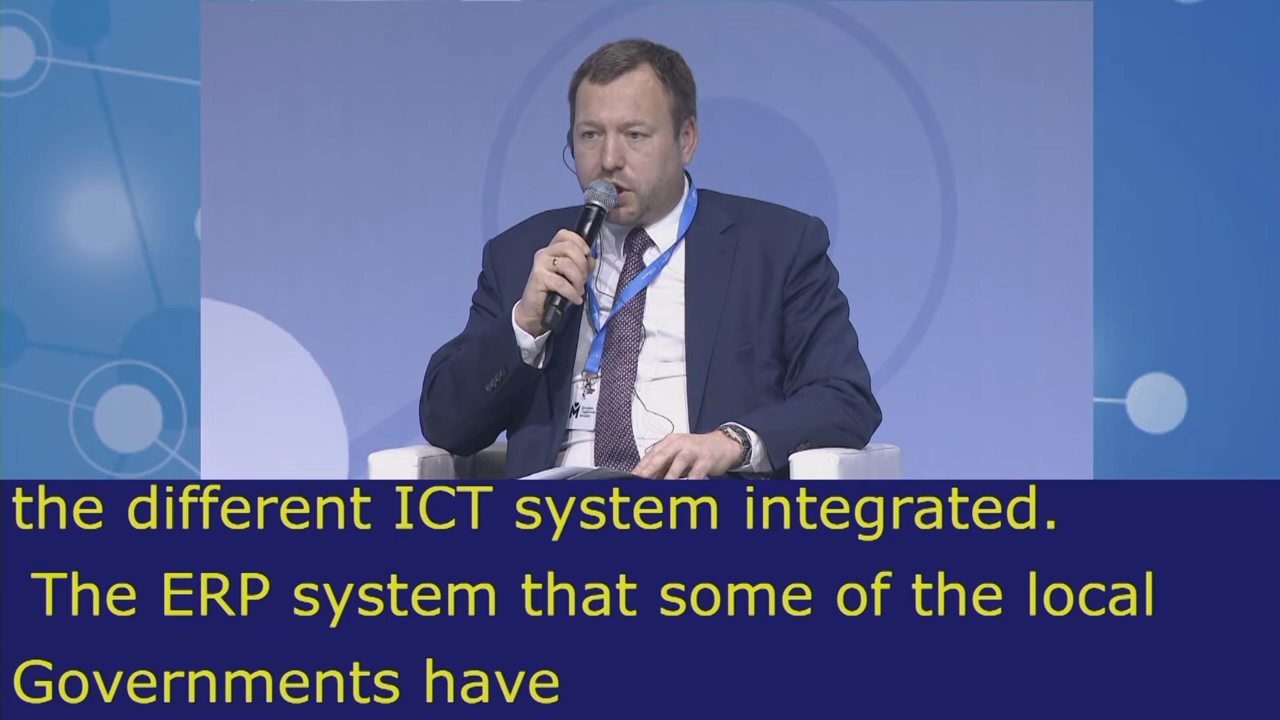 the different ICT system integrated.
The ERP system that some of the local
Governments have